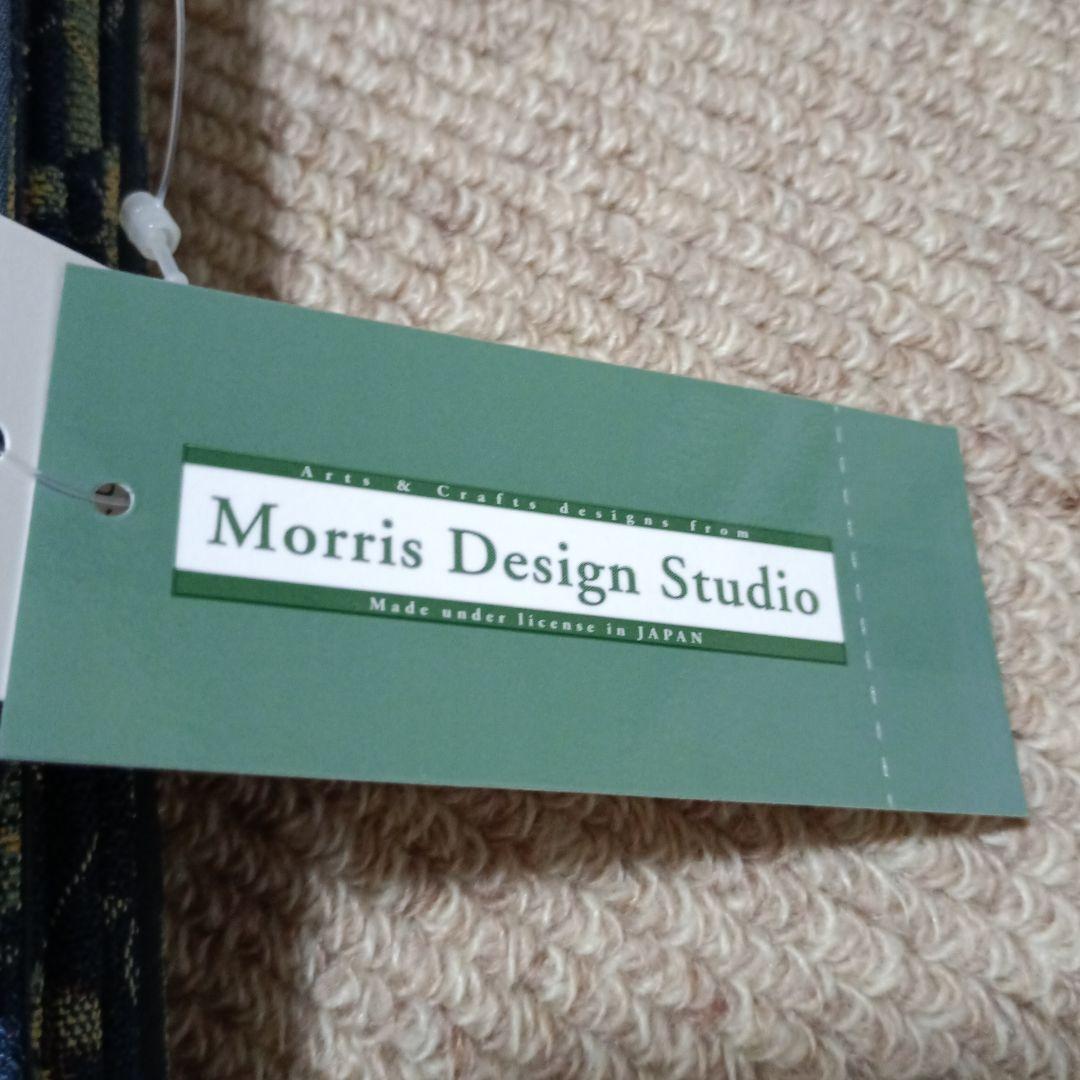 Arts & Crafts designs from
Morris Design Studio
Made under license in JAPAN